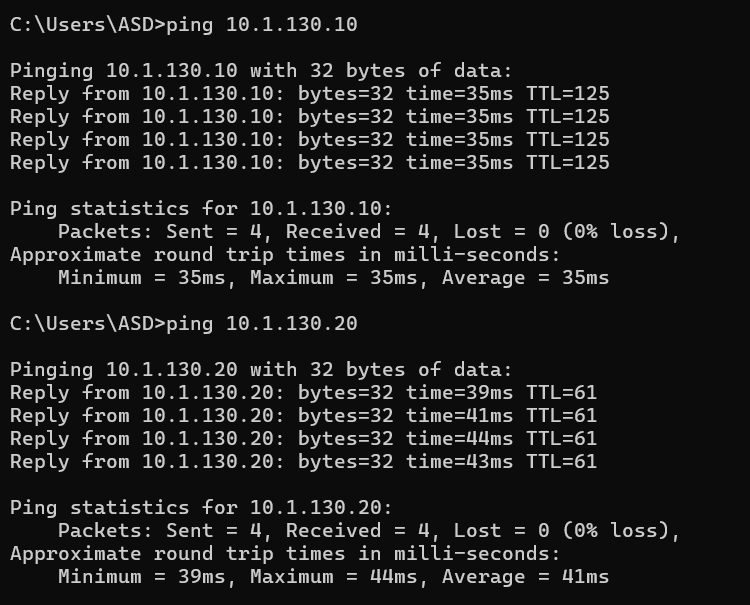 C:\Users\ASD>ping 10.1.130.10
Pinging 10.1.130.10 with 32 bytes of data:
Reply from 10.1.130.10: bytes=32 time=35ms TTL=125
Reply from 10.1.130.10: bytes=32 time=35ms TTL=125
Reply from 10.1.130.10: bytes=32 time=35ms TTL=125
Reply from 10.1.130.10: bytes=32 time=35ms TTL=125
Ping statistics for 10.1.130.10:
    Packets: Sent = 4, Received = 4, Lost = 0 (0% loss),
Approximate round trip times in milli-seconds:
    Minimum = 35ms, Maximum = 35ms, Average = 35ms
C:\Users\ASD>ping 10.1.130.20
Pinging 10.1.130.20 with 32 bytes of data:
Reply from 10.1.130.20: bytes=32 time=39ms TTL=61
Reply from 10.1.130.20: bytes=32 time=41ms TTL=61
Reply from 10.1.130.20: bytes=32 time=44ms TTL=61
Reply from 10.1.130.20: bytes=32 time=43ms TTL=61
Ping statistics for 10.1.130.20:
    Packets: Sent = 4, Received = 4, Lost = 0 (0% loss),
Approximate round trip times in milli-seconds:
    Minimum = 39ms, Maximum = 44ms, Average = 41ms